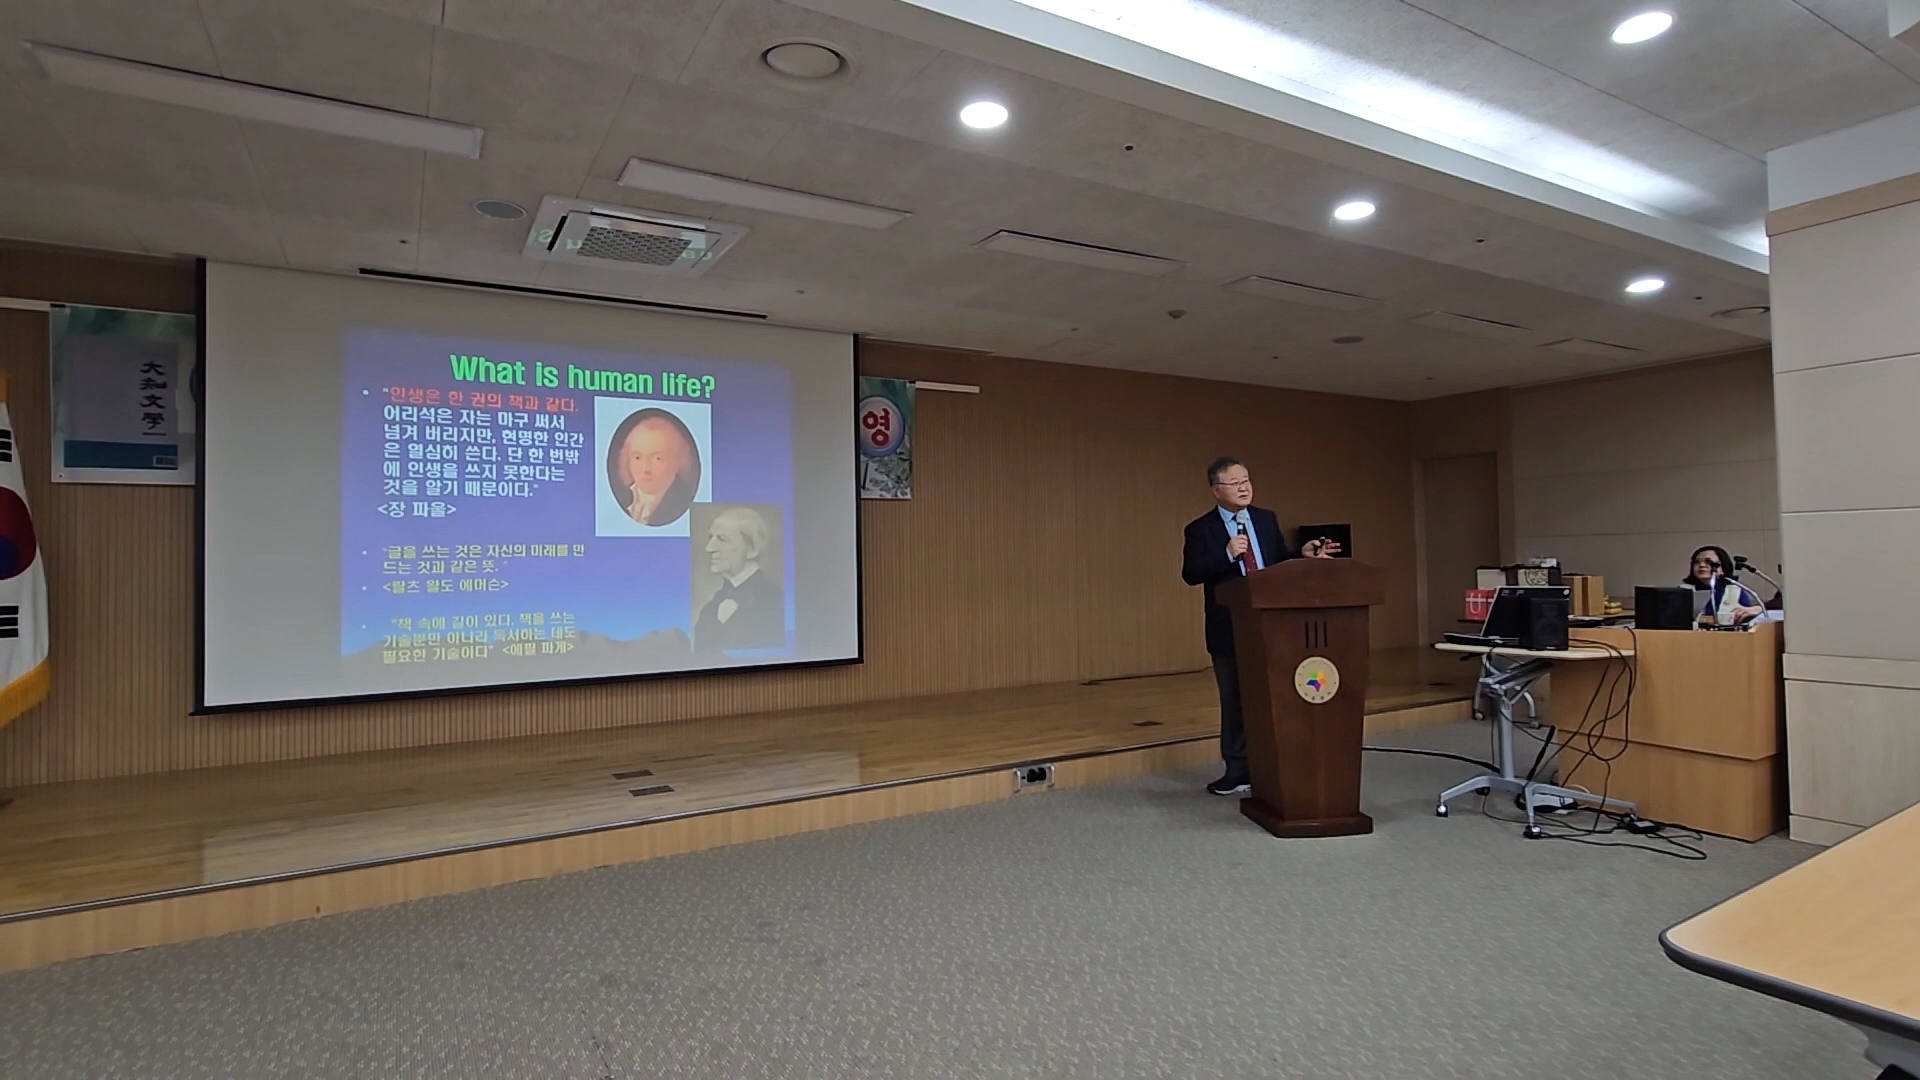 What is human life?
• "인생은 한 권의 책과 같다.
어리석은 자는 마구 써서
넘겨 버리지만, 현명한 인간
은 열심히 쓴다. 단 한 번밖
에 인생을 쓰지 못한다는
것을 알기 때문이다."
<장 파울>
• "글을 쓰는 것은 자신의 미래를 만
드는 것과 같은 뜻. "
• <랄츠 왈도 에머슨>
• "책 속에 길이 있다. 책을 쓰는
기술뿐만 아니라 독서하는 데도
필요한 기술이다" <에밀 파게>
大知文學
영